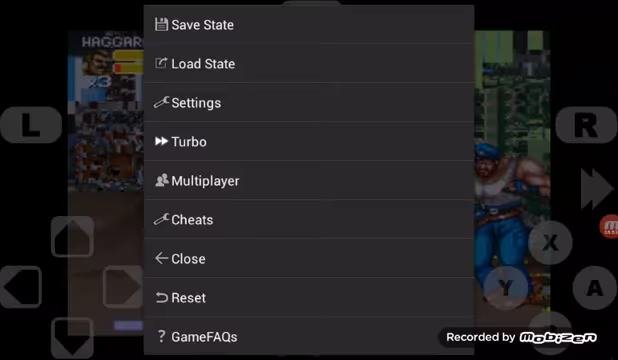 HAGGAR
Save State
Load State
L
R
Settings
Turbo
Multiplayer
Cheats
X
Close
Y
A
Reset
GameFAQs
Recorded by mobizen